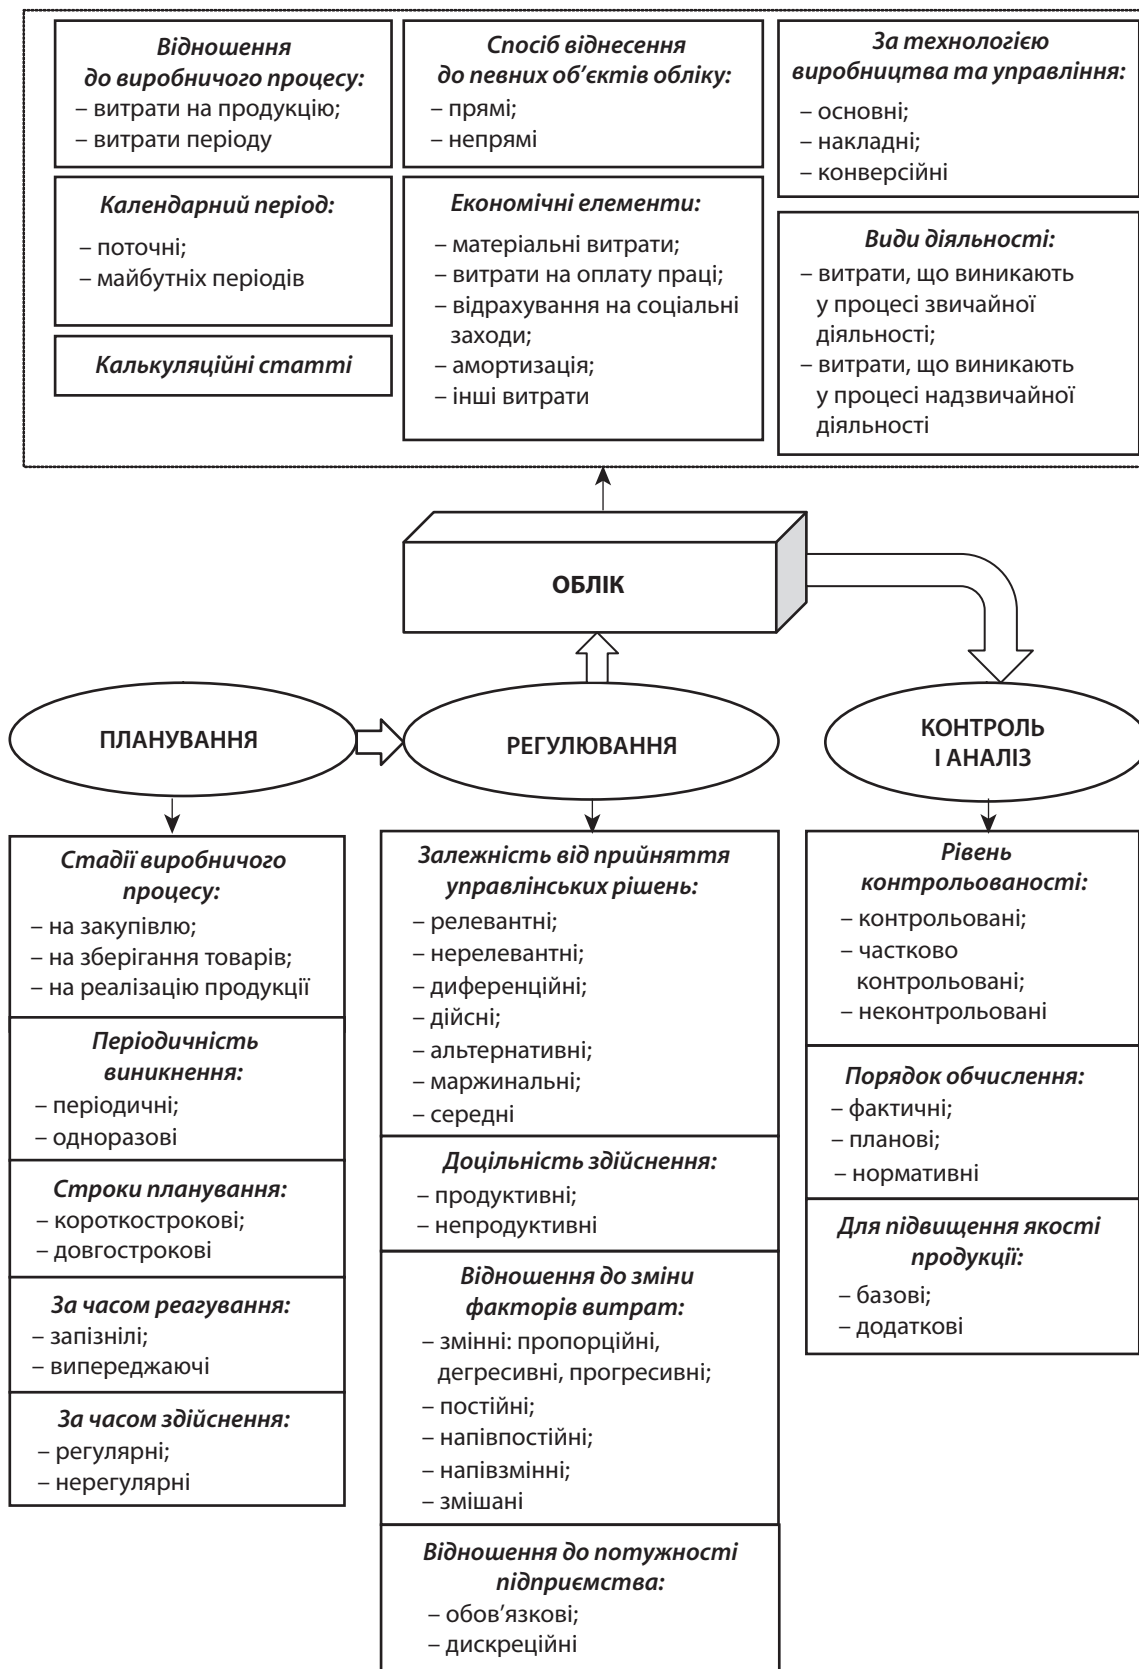 Відношення
до виробничого процесу:
– витрати на продукцію;
– витрати періоду
Спосіб віднесення
до певних об’єктів обліку:
– прямі;
– непрямі
За технологією
виробництва та управління:
– основні;
– накладні;
– конверсійні
Календарний період:
– поточні;
– майбутніх періодів
Економічні елементи:
– матеріальні витрати;
– витрати на оплату праці;
– відрахування на соціальні
заходи;
– амортизація;
– інші витрати
Види діяльності:
– витрати, що виникають
у процесі звичайної
діяльності;
– витрати, що виникають
у процесі надзвичайної
діяльності
Калькуляційні статті
ОБЛІК
ПЛАНУВАННЯ
РЕГУЛЮВАННЯ
КОНТРОЛЬ
І АНАЛІЗ
Стадії виробничого
процесу:
– на закупівлю;
– на зберігання товарів;
– на реалізацію продукції
Періодичність
виникнення:
– періодичні;
– одноразові
Строки планування:
– короткострокові;
– довгострокові
За часом реагування:
– запізнілі;
– випереджаючі
За часом здійснення:
– регулярні;
– нерегулярні
Залежність від прийняття
управлінських рішень:
– релевантні;
– нерелевантні;
– диференційні;
– дійсні;
– альтернативні;
– маржинальні;
– середні
Доцільність здійснення:
– продуктивні;
– непродуктивні
Відношення до зміни
факторів витрат:
– змінні: пропорційні,
дегресивні, прогресивні;
– постійні;
– напівпостійні;
– напівзмінні;
– змішані
Відношення до потужності
підприємства:
– обов’язкові;
– дискреційні
Рівень
контрольованості:
– контрольовані;
– частково
контрольовані;
– неконтрольовані
Порядок обчислення:
– фактичні;
– планові;
– нормативні
Для підвищення якості
продукції:
– базові;
– додаткові